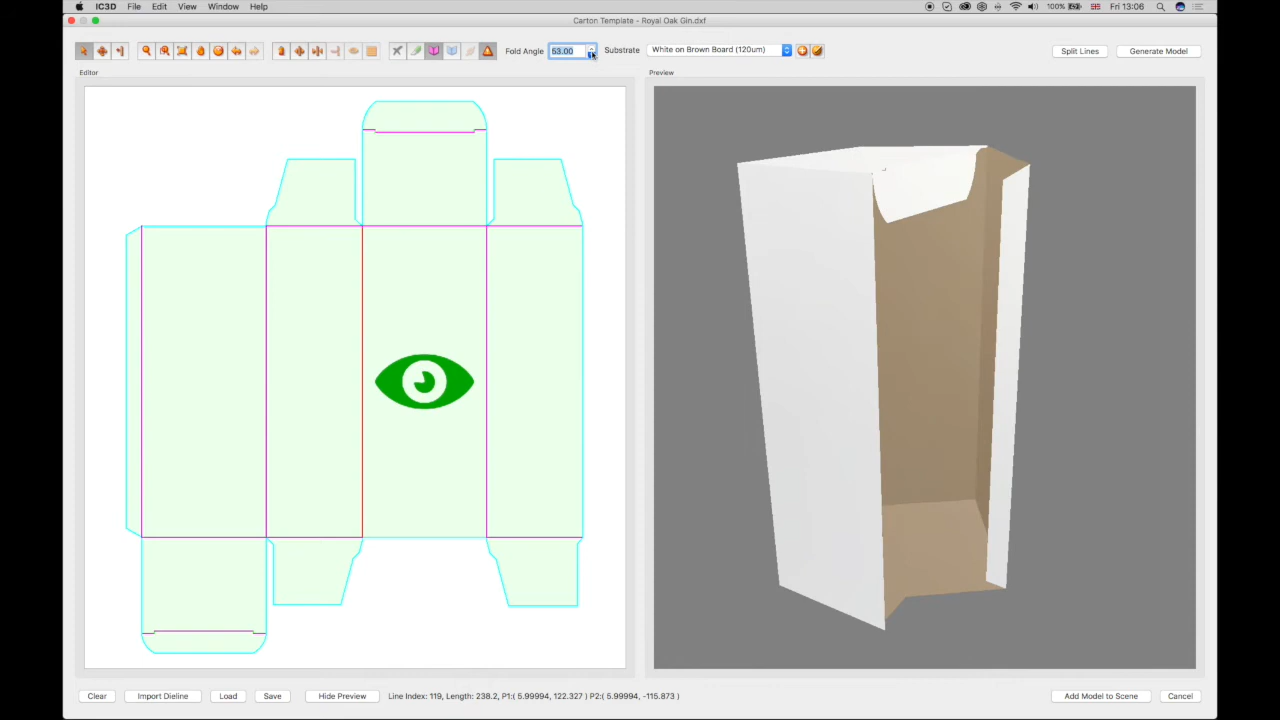 IC3D File Edit View Window Help 100% Fri 13:06
Carton Template - Royal Oak Gin.dxf
Fold Angle 53.00 Substrate White on Brown Board (120um) Split Lines Generate Model
Editor Preview
Clear Import Dieline Load Save Hide Preview Line Index: 119, Length: 238.2, P1:( 5.99994, 122.327 ) P2:( 5.99994, -115.873 ) Add Model to Scene Cancel